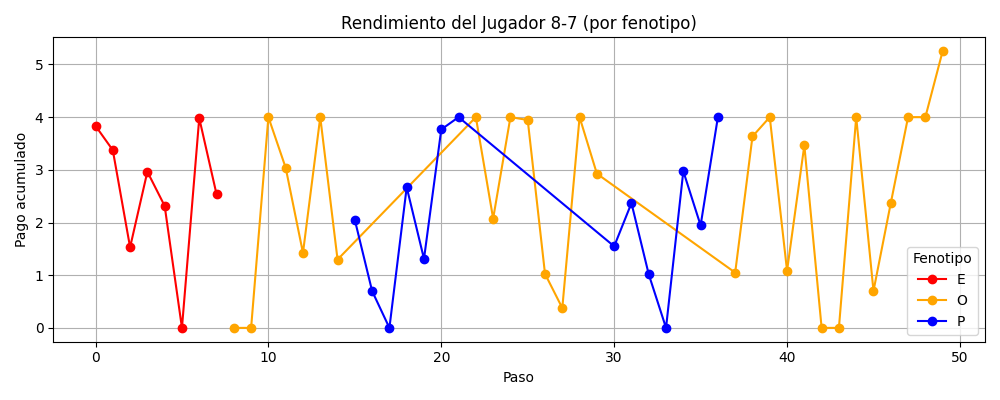 Rendimiento del Jugador 8-7 (por fenotipo)
Pago acumulado
5
4
3
2
1
0
0 10 20 30 40 50
Paso
Fenotipo
E
O
P